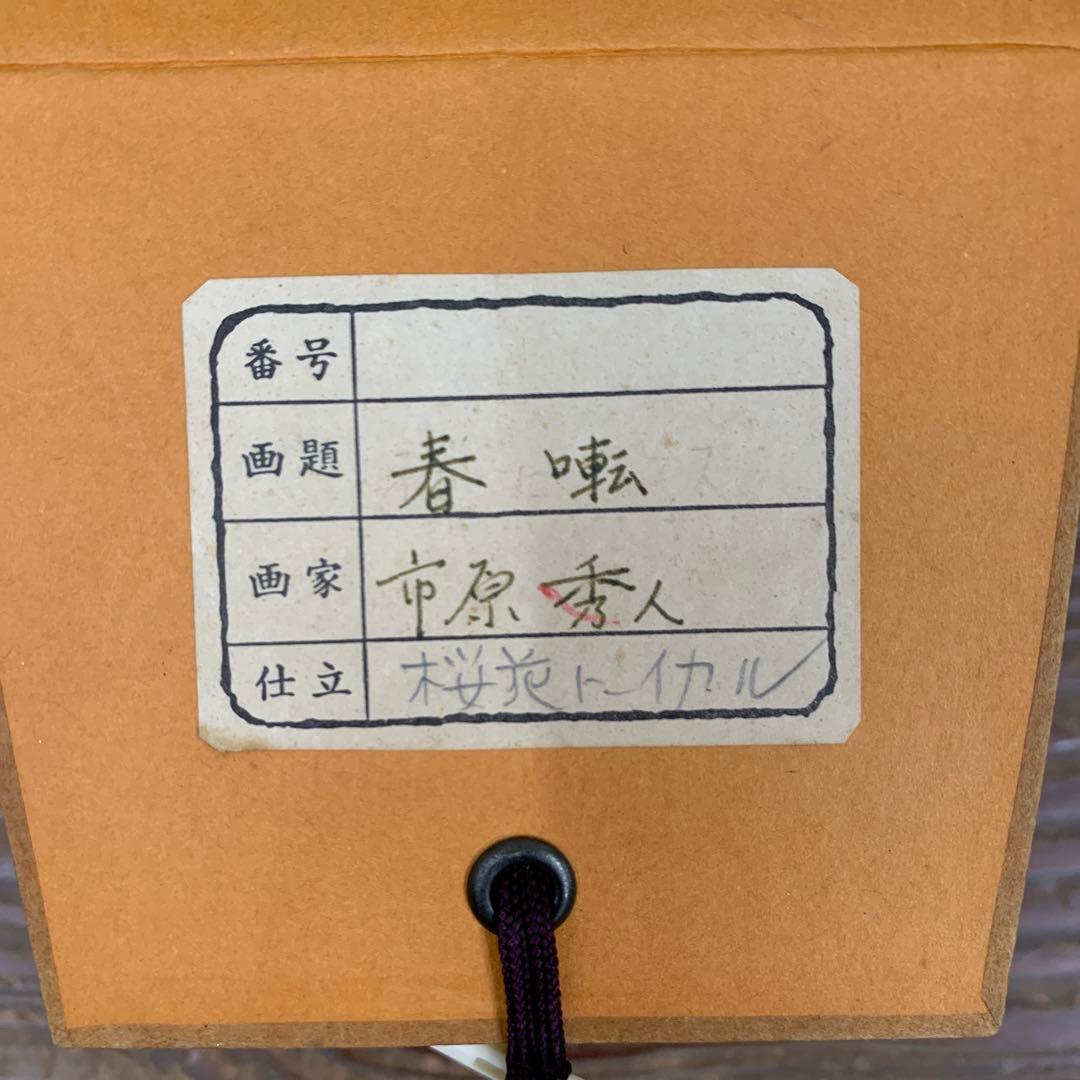 番号
画題 春 囀
画家 市原 秀人
仕立 桜苑トーイカル